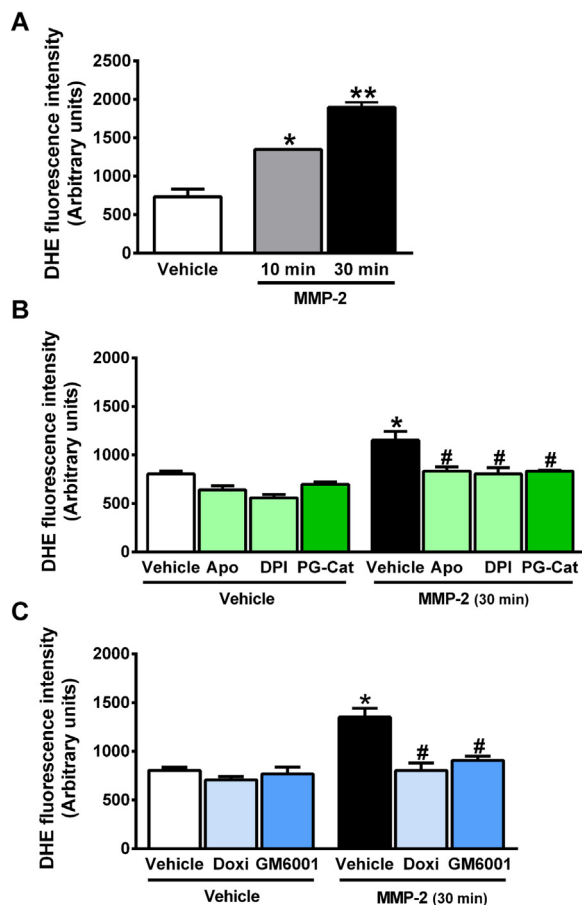 A
DHE fluorescence intensity
(Arbitrary units)
2500
2000
1500
1000
500
0
*
**
Vehicle 10 min 30 min
MMP-2
B
DHE fluorescence intensity
(Arbitrary units)
2000
1500
1000
500
0
*
# # #
Vehicle Apo DPI PG-Cat Vehicle Apo DPI PG-Cat
Vehicle MMP-2 (30 min)
C
DHE fluorescence intensity
(Arbitrary units)
2000
1500
1000
500
0
*
# #
Vehicle Doxi GM6001 Vehicle Doxi GM6001
Vehicle MMP-2 (30 min)